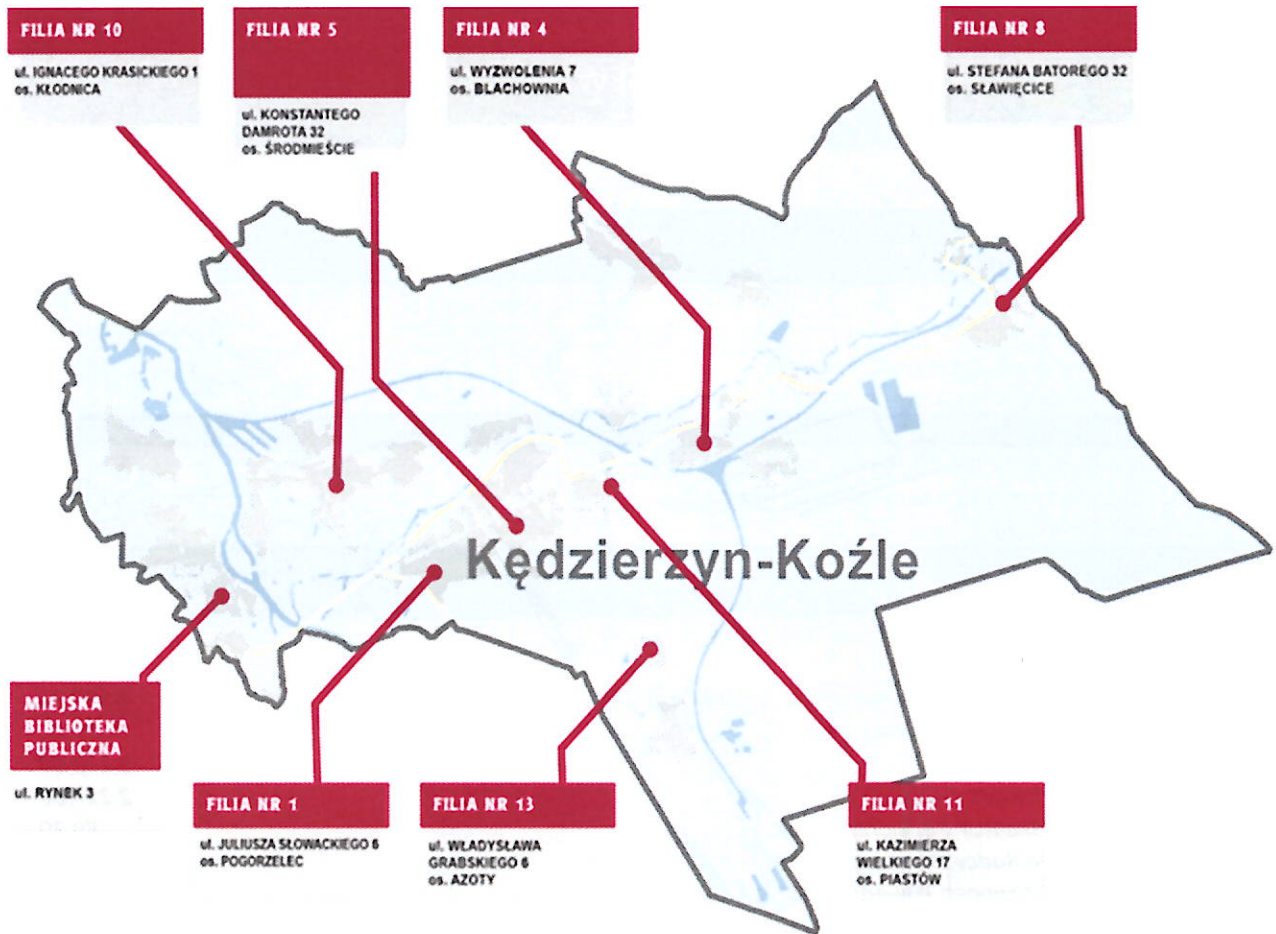 FILIA NR 10
ul. IGNACEGO KRASICKIEGO 1
os. KŁODNICA
FILIA NR 5
ul. KONSTANTEGO
DAMROTA 32
os. ŚRODMIEŚCIE
FILIA NR 4
ul. WYZWOLENIA 7
os. BLACHOWNIA
FILIA NR 8
ul. STEFANA BATOREGO 32
os. SŁAWIĘCICE
Kędzierzyn-Koźle
MIEJSKA
BIBLIOTEKA
PUBLICZNA
ul. RYNEK 3
FILIA NR 1
ul. JULIUSZA SŁOWACKIEGO 6
os. POGORZELEC
FILIA NR 13
ul. WŁADYSŁAWA
GRABSKIEGO 6
os. AZOTY
FILIA NR 11
ul. KAZIMIERZA
WIELKIEGO 17
os. PIASTÓW